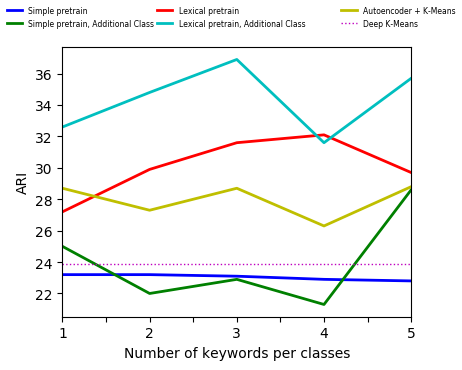 Simple pretrain
Simple pretrain, Additional Class
Lexical pretrain
Lexical pretrain, Additional Class
Autoencoder + K-Means
Deep K-Means
ARI
36
34
32
30
28
26
24
22
1 2 3 4 5
Number of keywords per classes